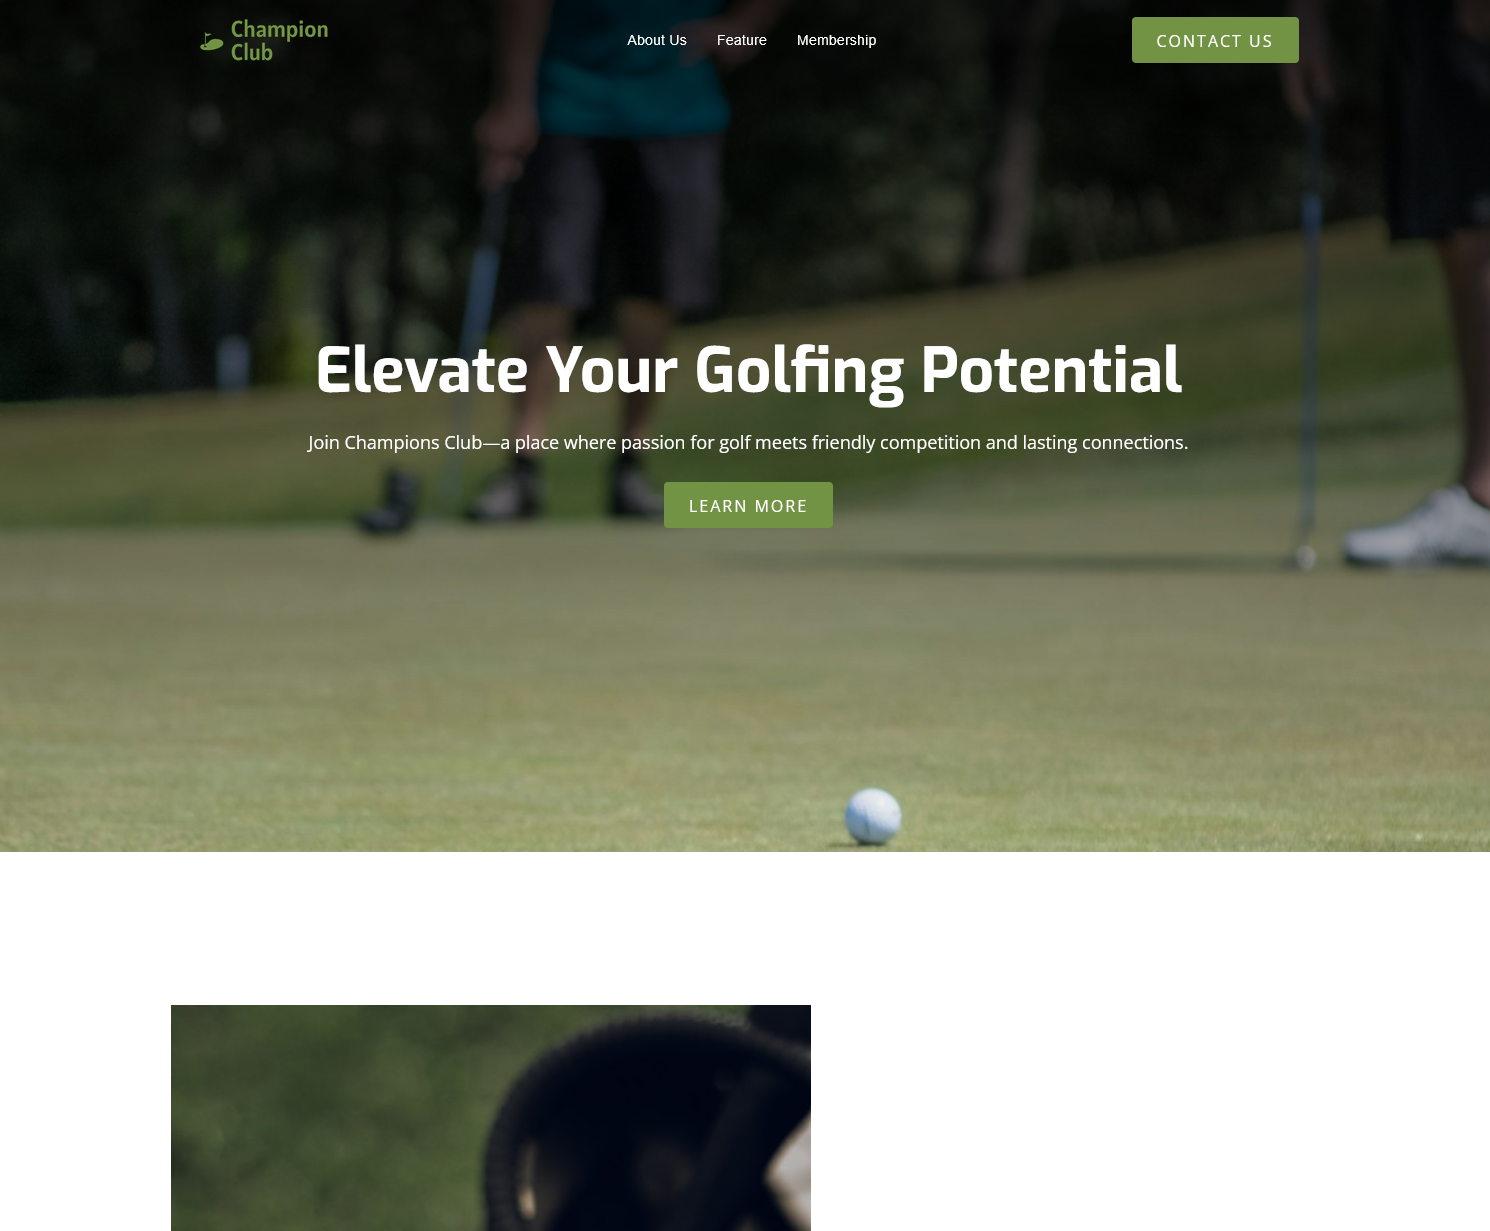 Champion
Club
About Us
Feature
Membership
CONTACT US
Elevate Your Golfing Potential
Join Champions Club—a place where passion for golf meets friendly competition and lasting connections.
LEARN MORE